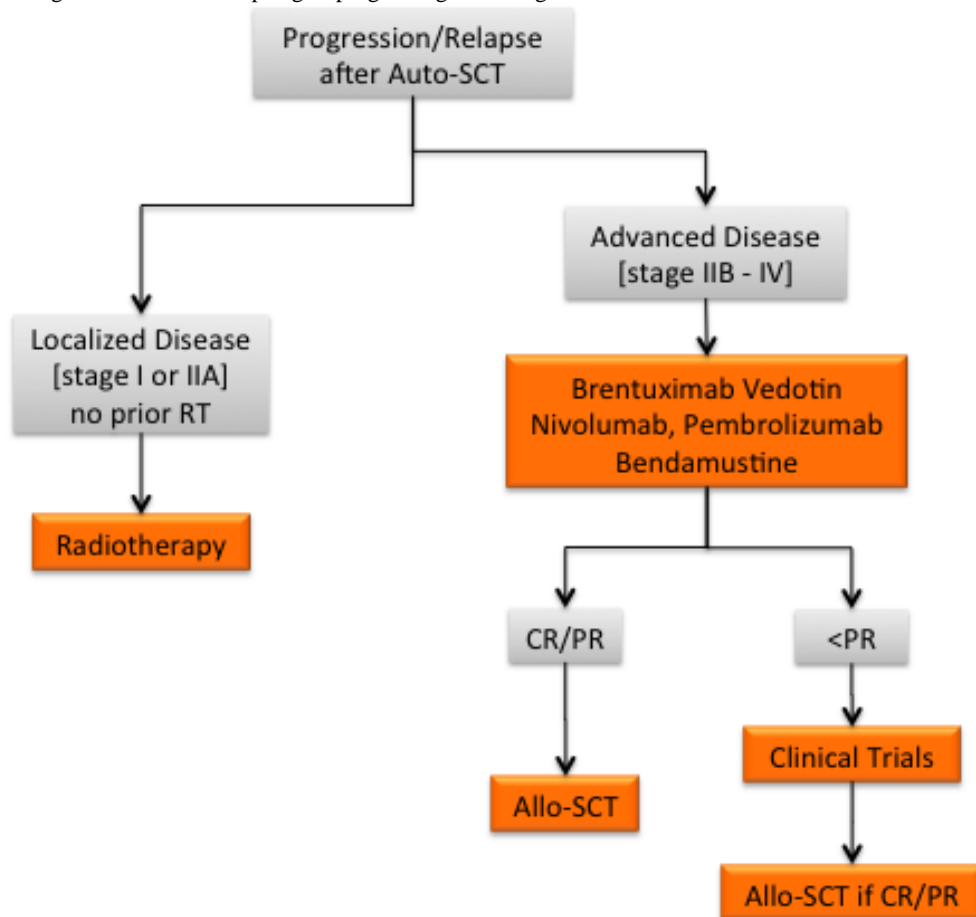 Progression/Relapse
after Auto-SCT
Advanced Disease
[stage IIB - IV]
Localized Disease
[stage I or IIA]
no prior RT
Brentuximab Vedotin
Nivolumab, Pembrolizumab
Bendamustine
Radiotherapy
CR/PR
<PR
Clinical Trials
Allo-SCT
Allo-SCT if CR/PR